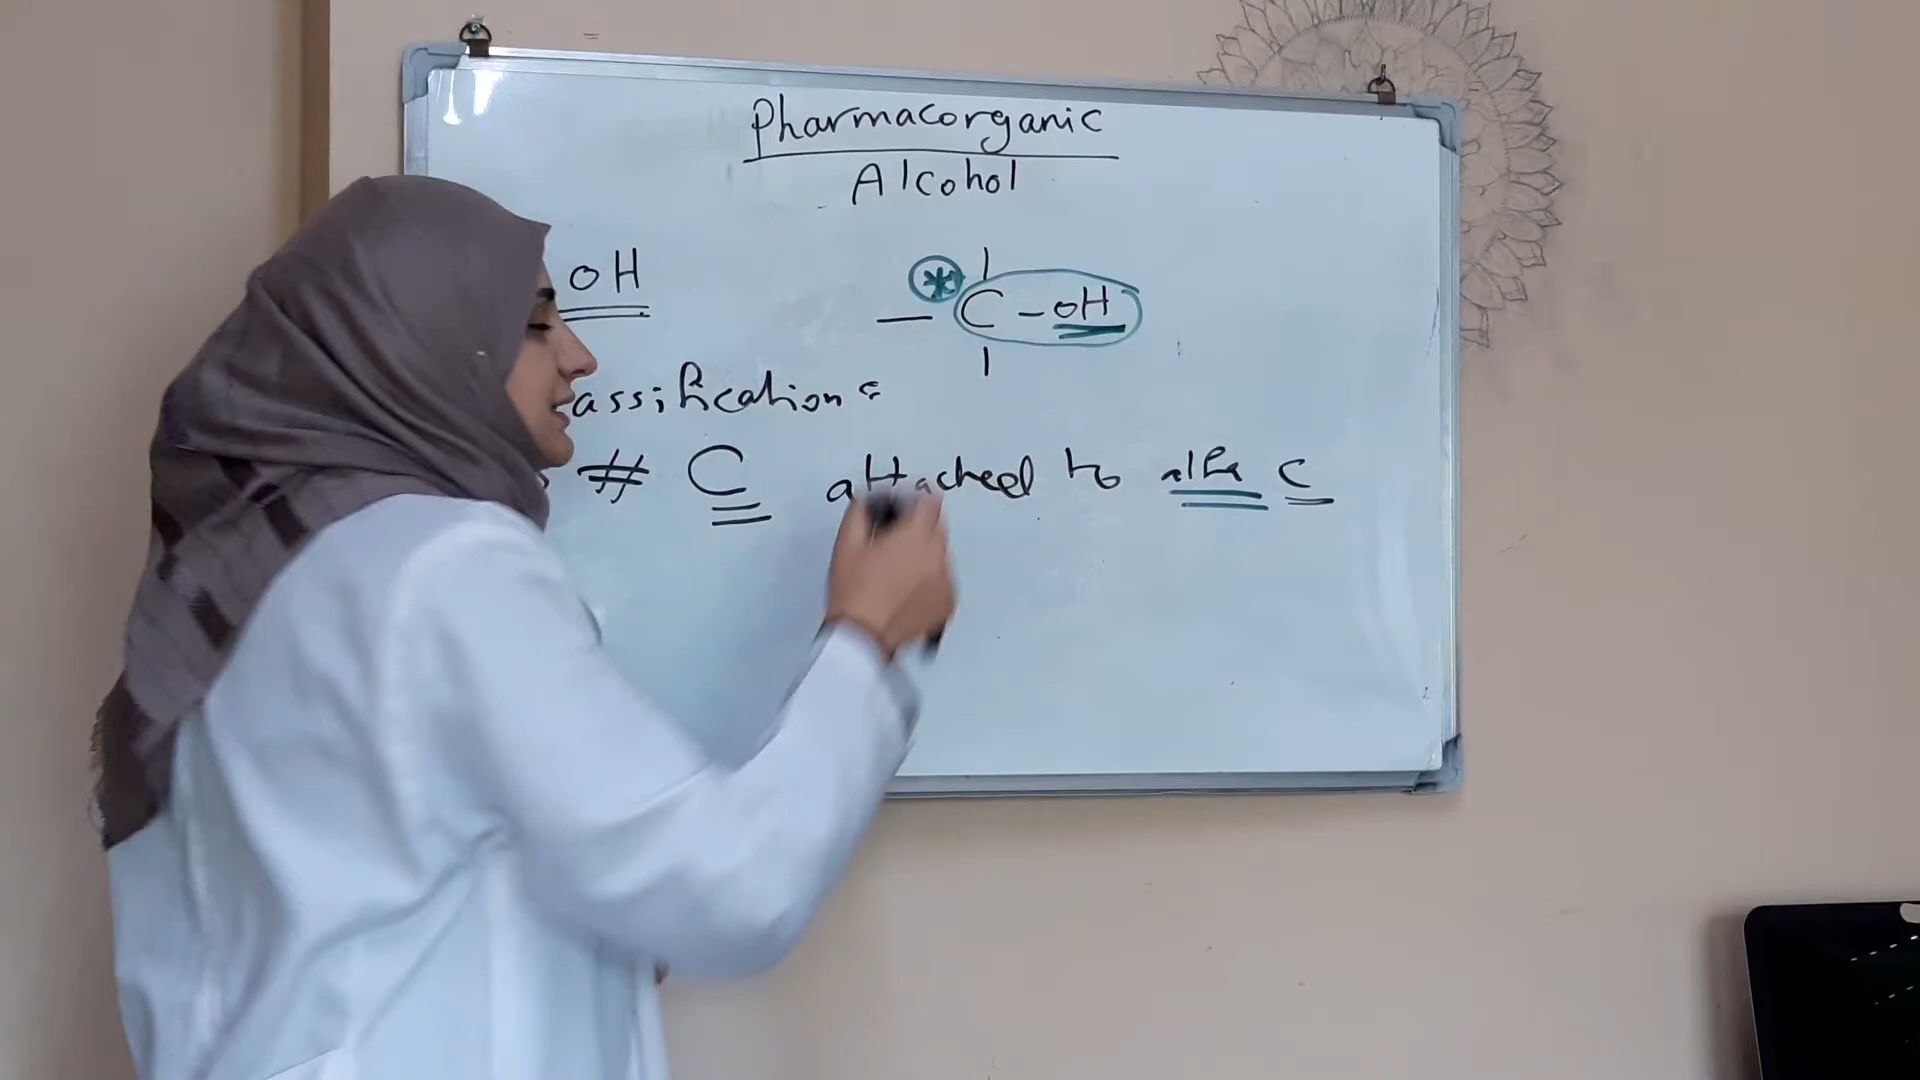 Pharmacorganic
Alcohol
OH
*
C-OH
assification:
# C attached to alfa C